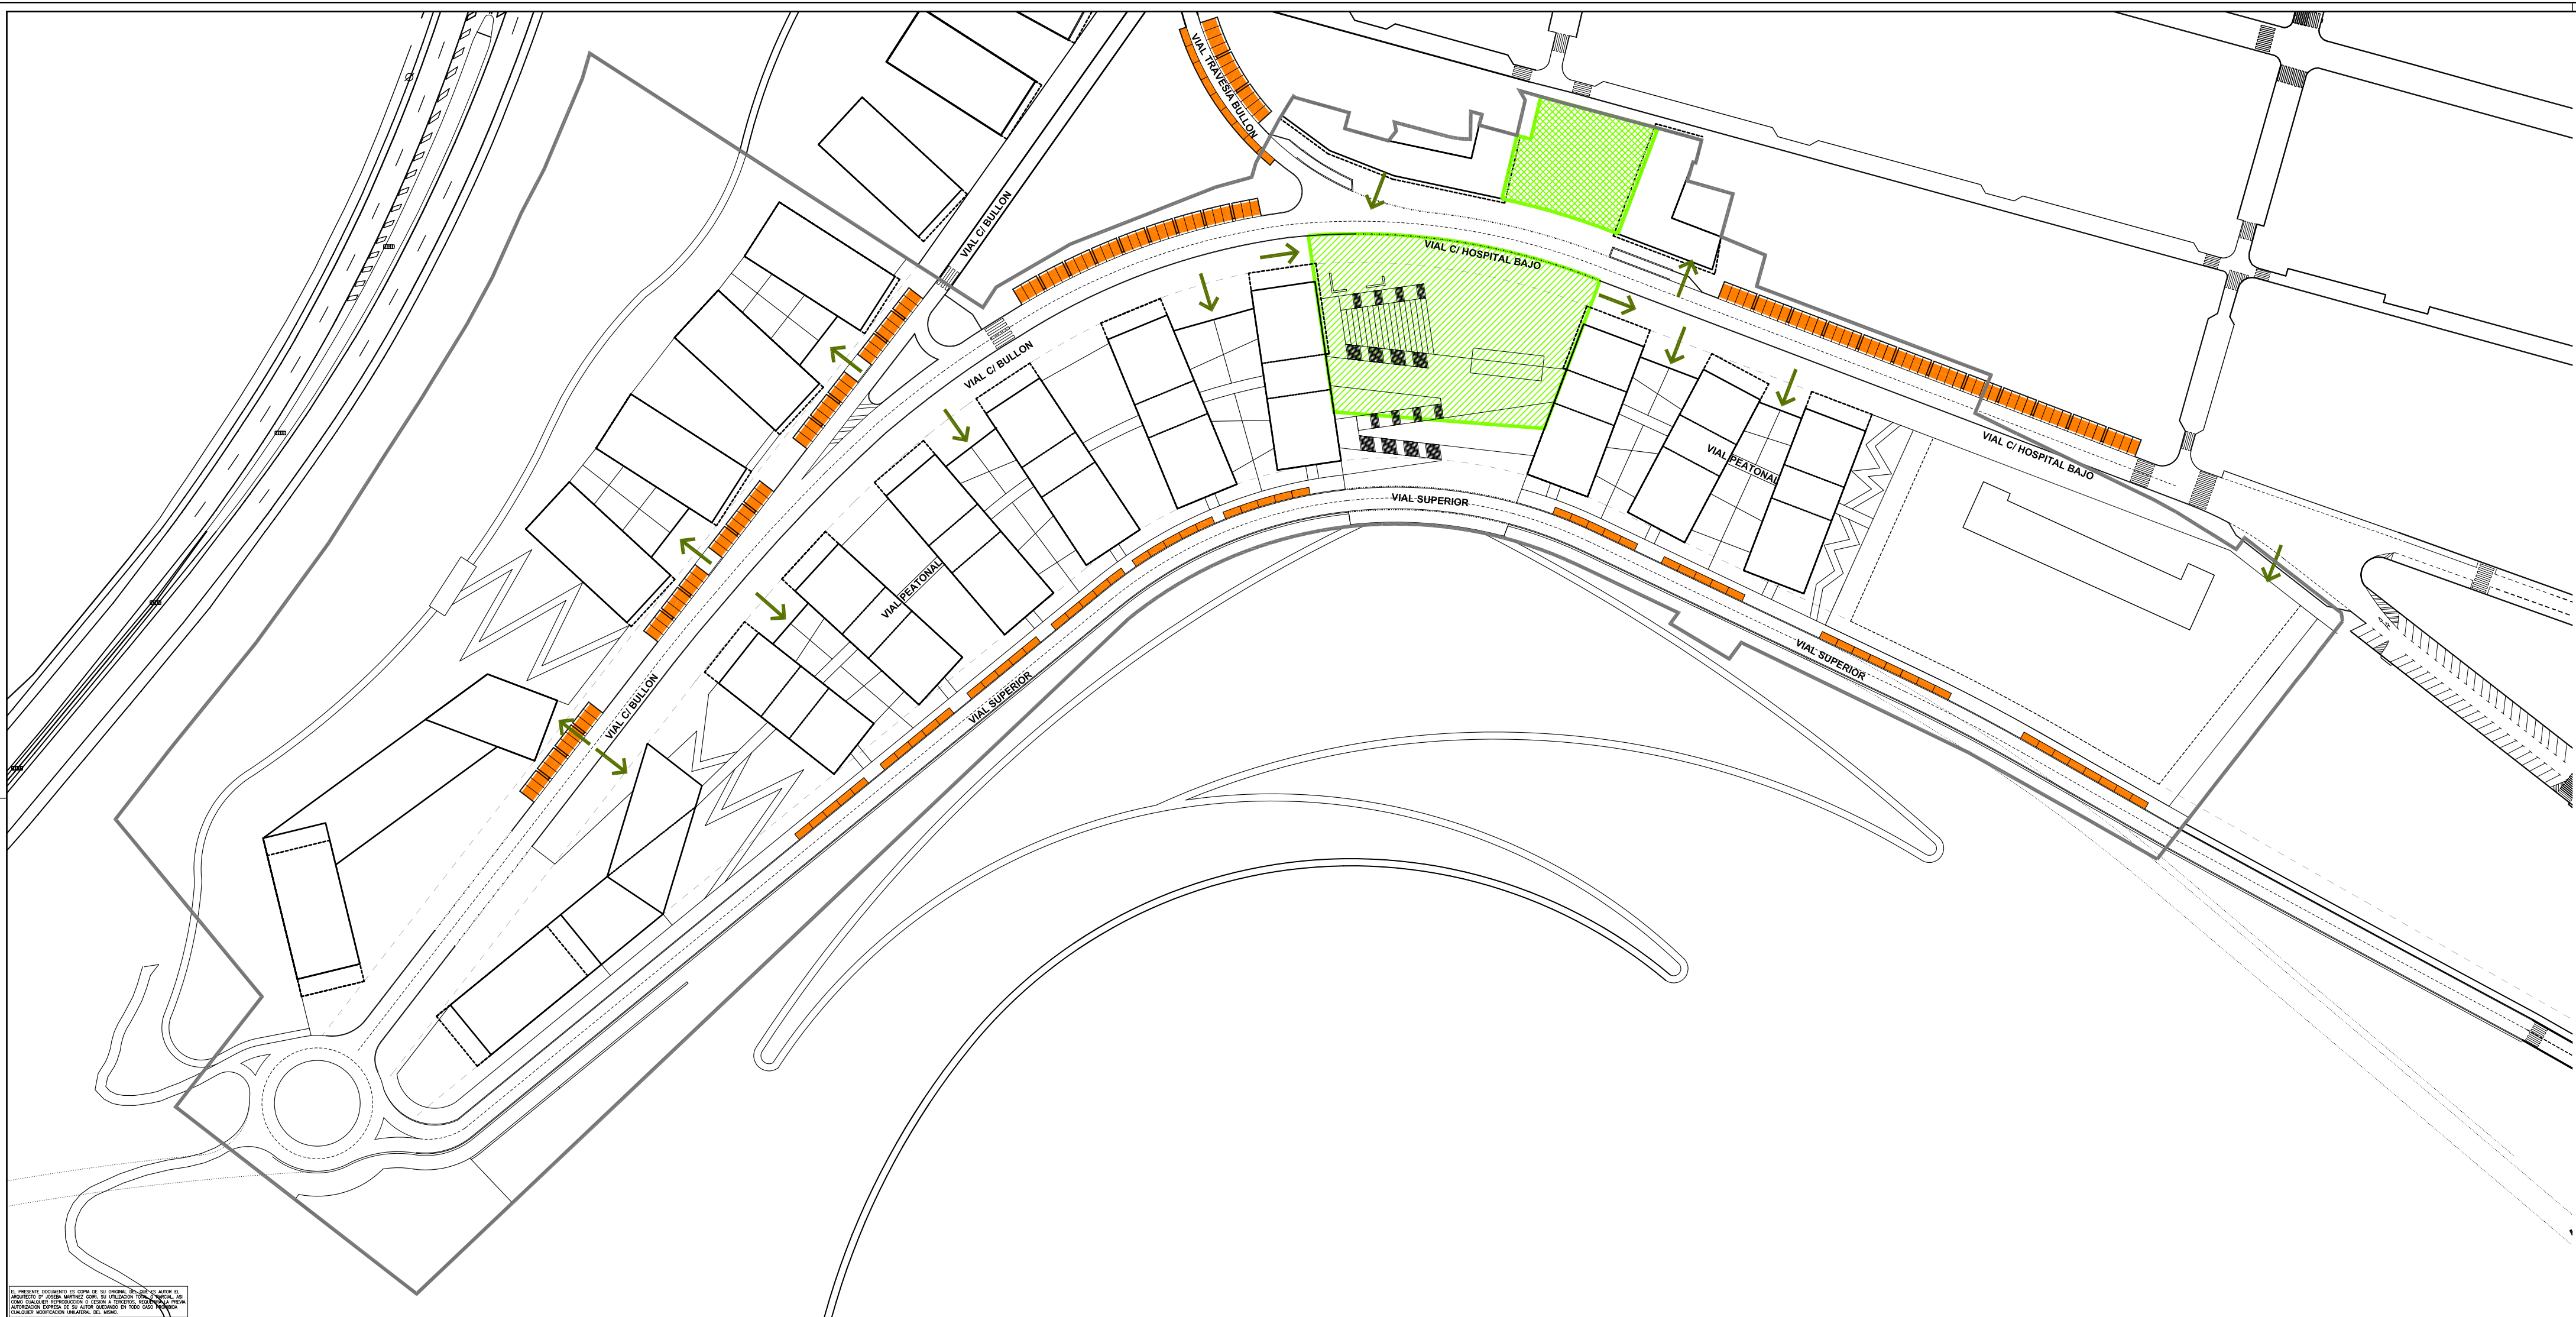 VIAL TRAVESIA BULLON
VIAL C/ BULLON
VIAL C/ HOSPITAL BAJO
VIAL C/ BULLON
VIAL PEATONAL
VIAL C/ HOSPITAL BAJO
VIAL SUPERIOR
VIAL PEATONAL
VIAL C/ BULLON
VIAL SUPERIOR
VIAL SUPERIOR
EL PRESENTE DOCUMENTO ES COPIA DE SU ORIGINAL DEL QUE ES AUTOR EL
ARQUITECTO Dº JOSEBA MARTINEZ GOÑI. SU UTILIZACION TOTAL O PARCIAL, ASI
COMO CUALQUIER REPRODUCCION O CESION A TERCEROS, REQUERIRA LA PREVIA
AUTORIZACION EXPRESA DE SU AUTOR QUEDANDO EN TODO CASO PROHIBIDA
CUALQUIER MODIFICACION UNILATERAL DEL MISMO.